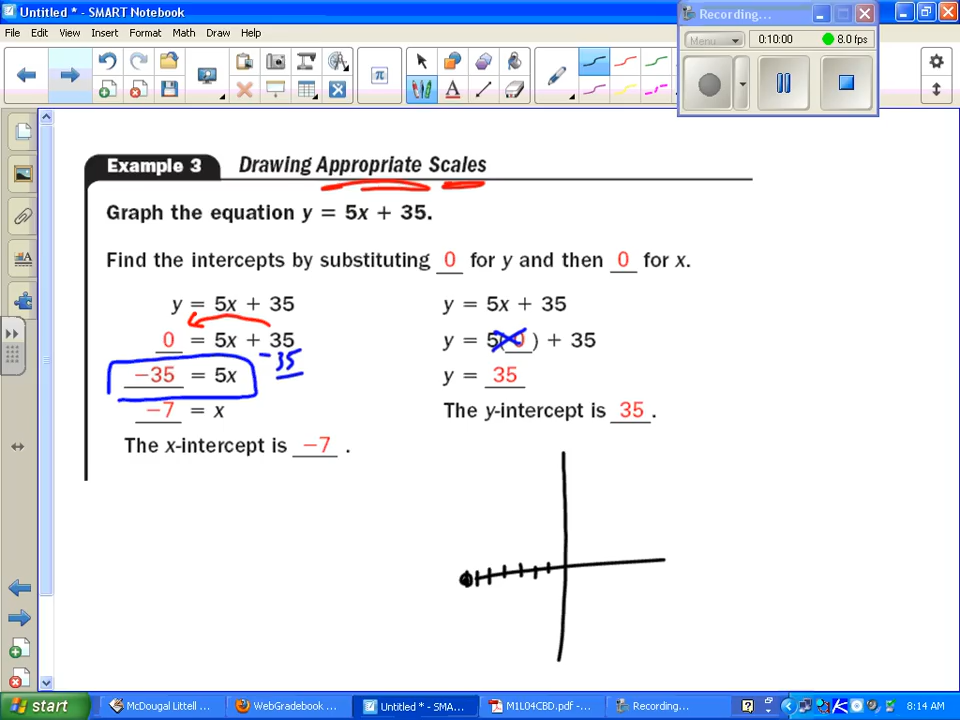 Untitled * - SMART Notebook
Recording...
File Edit View Insert Format Math Draw Help
Menu 0:10:00 8.0 fps
π
A
Example 3 Drawing Appropriate Scales
Graph the equation y = 5x + 35.
Find the intercepts by substituting 0 for y and then 0 for x.
y = 5x + 35
0 = 5x + 35
-35
-35 = 5x
-7 = x
The x-intercept is -7 .
y = 5x + 35
y = 5( 0 ) + 35
y = 35
The y-intercept is 35 .
start McDougal Littell ... WebGradebook ... Untitled * - SMA... M1L04CBD.pdf - ... Recording... 8:14 AM